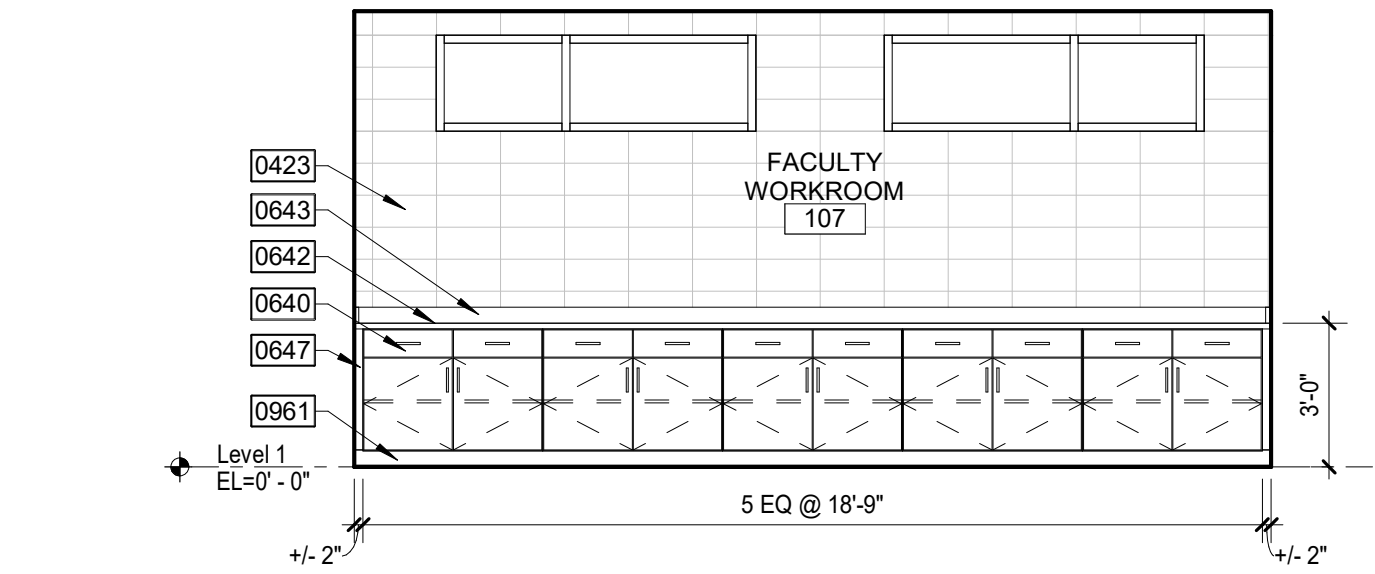 0423
0643
0642
0640
0647
0961
FACULTY
WORKROOM
107
3'-0"
Level 1
EL=0' - 0"
5 EQ @ 18'-9"
+/- 2"
+/- 2"